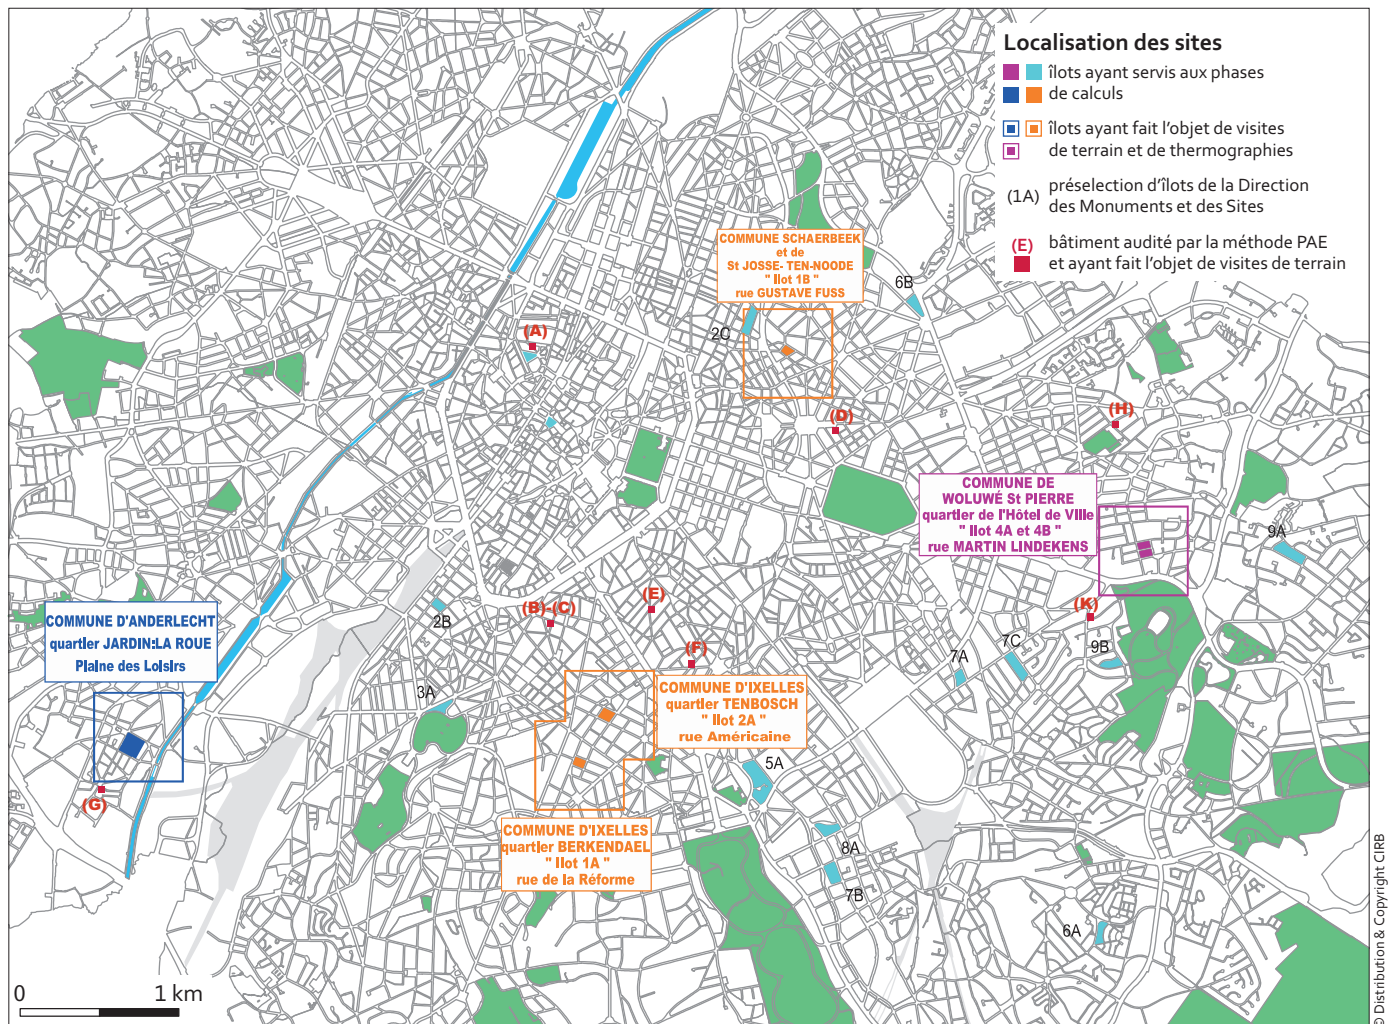 Localisation des sites
îlots ayant servis aux phases
de calculs
îlots ayant fait l'objet de visites
de terrain et de thermographies
(1A)
préselection d'îlots de la Direction
des Monuments et des Sites
(E)
bâtiment audité par la méthode PAE
et ayant fait l'objet de visites de terrain
COMMUNE SCHAERBEEK
et de
St JOSSE- TEN-NOODE
" Ilot 1B "
rue GUSTAVE FUSS
6B
2C
(A)
(D)
(H)
COMMUNE DE
WOLUWÉ St PIERRE
quartier de l'Hôtel de Ville
" Ilot 4A et 4B "
rue MARTIN LINDEKENS
9A
(B)-(C)
(E)
(K)
2B
COMMUNE D'ANDERLECHT
quartier JARDIN:LA ROUE
Plaine des Loisirs
(F)
7A
7C
9B
3A
COMMUNE D'IXELLES
quartier TENBOSCH
" Ilot 2A "
rue Américaine
5A
(G)
COMMUNE D'IXELLES
quartier BERKENDAEL
" Ilot 1A "
rue de la Réforme
8A
7B
6A
0
1 km
© Distribution & Copyright CIRB